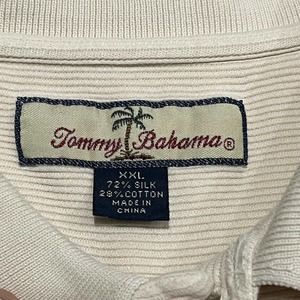 Tommy Bahama®
XXL
72% SILK
28% COTTON
MADE IN
CHINA